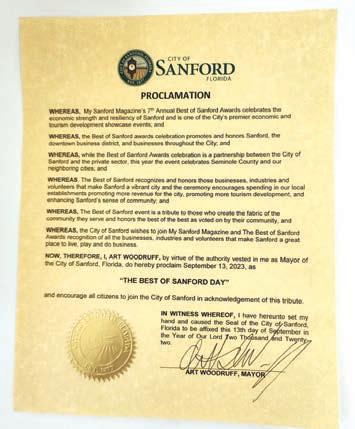 CITY OF
SANFORD
FLORIDA
PROCLAMATION
WHEREAS, My Sanford Magazine's 7th Annual Best of Sanford Awards celebrates the
economic strength and resiliency of Sanford and is one of the City's premier economic and
tourism development showcase events; and
WHEREAS, the Best of Sanford awards celebration promotes and honors Sanford, the
downtown business district, and businesses throughout the City; and
WHEREAS, while the Best of Sanford Awards celebration is a partnership between the City of
Sanford and the private sector, this year the event celebrates Seminole County and our
neighboring cities; and
WHEREAS. The Best of Sanford recognizes and honors those businesses, industries and
volunteers that make Sanford a vibrant city and the ceremony encourages spending in our local
establishments promoting more revenue for the city, promoting more tourism development, and
enhancing Sanford's sense of community; and
WHEREAS, the Best of Sanford event is a tribute to those who create the fabric of the
community they serve and honors the best of the best as voted on by their community, and
WHEREAS, the City of Sanford wishes to join My Sanford Magazine and The Best of Sanford
Awards recognition of all the businesses, industries and volunteers that make Sanford a great
place to live, play and do business.
NOW, THEREFORE, I, ART WOODRUFF, by virtue of the authority vested in me as Mayor of
the City of Sanford, Florida, do hereby proclaim September 13, 2023, as
"THE BEST OF SANFORD DAY"
and encourage all citizens to join the City of Sanford in acknowledgement of this tribute.
IN WITNESS WHEREOF, I have hereunto set my
hand and caused the Seal of the City of Sanford,
Florida to be affixed this 13th day of September in
the Year of Our Lord Two Thousand and Twenty-
two.
ART WOODRUFF, MAYOR